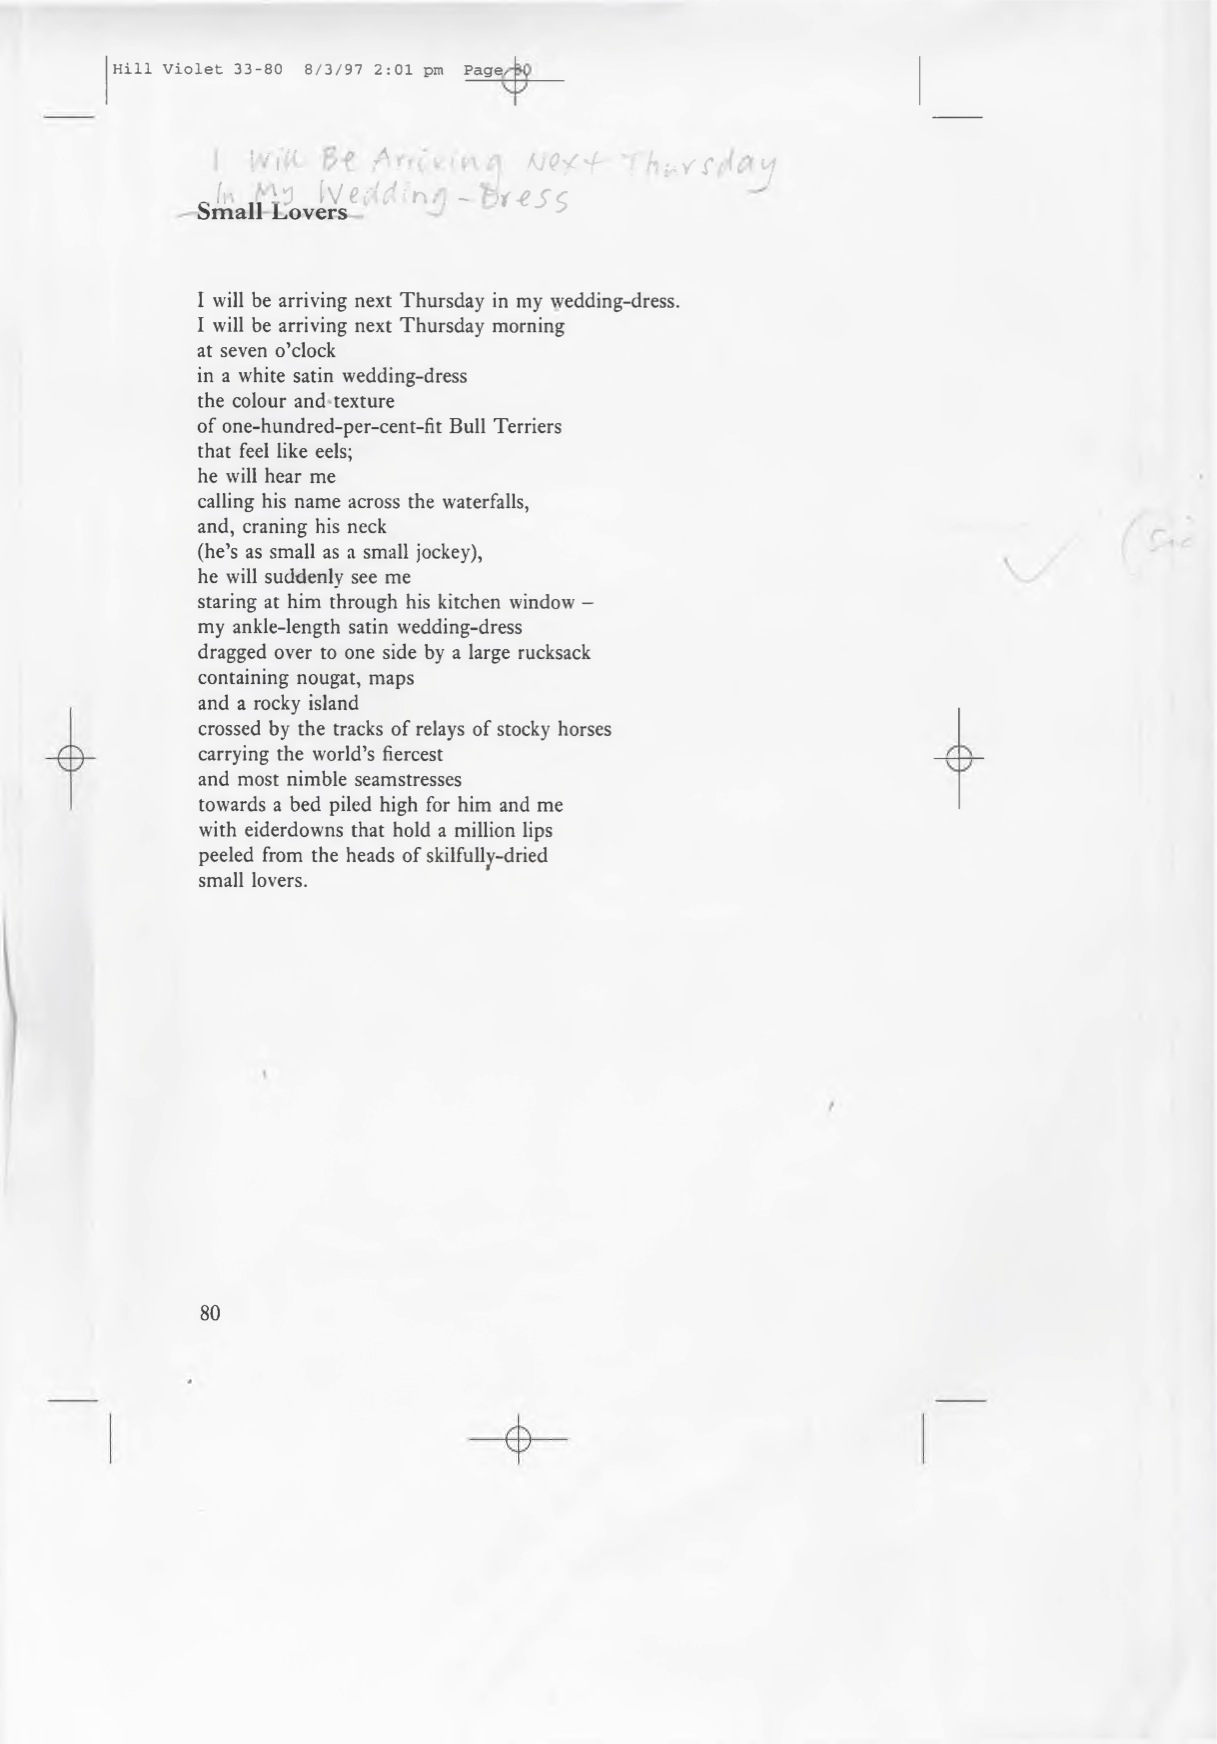 Hill Violet 33-80 8/3/97 2:01 pm Page 80
I Will Be Arriving Next Thursday
In My Wedding-Dress
Small Lovers
I will be arriving next Thursday in my wedding-dress.
I will be arriving next Thursday morning
at seven o’clock
in a white satin wedding-dress
the colour and texture
of one-hundred-per-cent-fit Bull Terriers
that feel like eels;
he will hear me
calling his name across the waterfalls,
and, craning his neck
(he’s as small as a small jockey),
he will suddenly see me
staring at him through his kitchen window –
my ankle-length satin wedding-dress
dragged over to one side by a large rucksack
containing nougat, maps
and a rocky island
crossed by the tracks of relays of stocky horses
carrying the world’s fiercest
and most nimble seamstresses
towards a bed piled high for him and me
with eiderdowns that hold a million lips
peeled from the heads of skilfully-dried
small lovers.
80